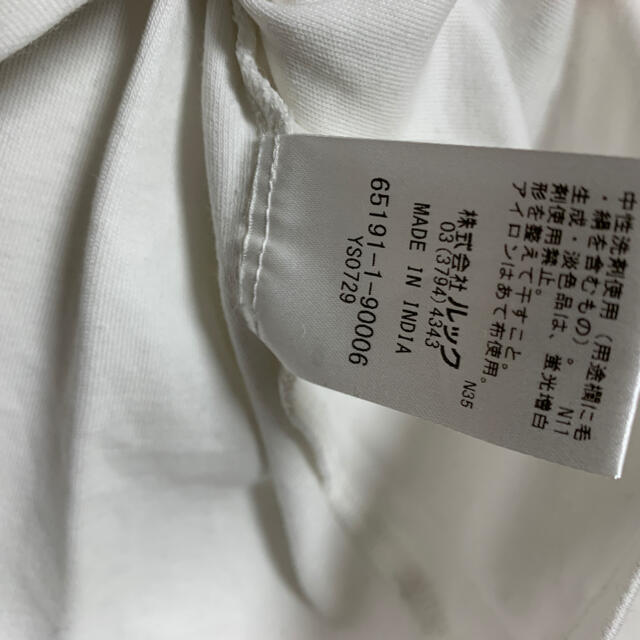 中性洗剤使用(用途欄に毛
・絹を含むもの)。 N11
生成・淡色品は、蛍光増白
剤使用禁止。
形を整えて干すこと。
アイロンはあて布使用。
N35
株式会社ルック
03(3794)4343
MADE IN INDIA
65191-1-90006
YS0729